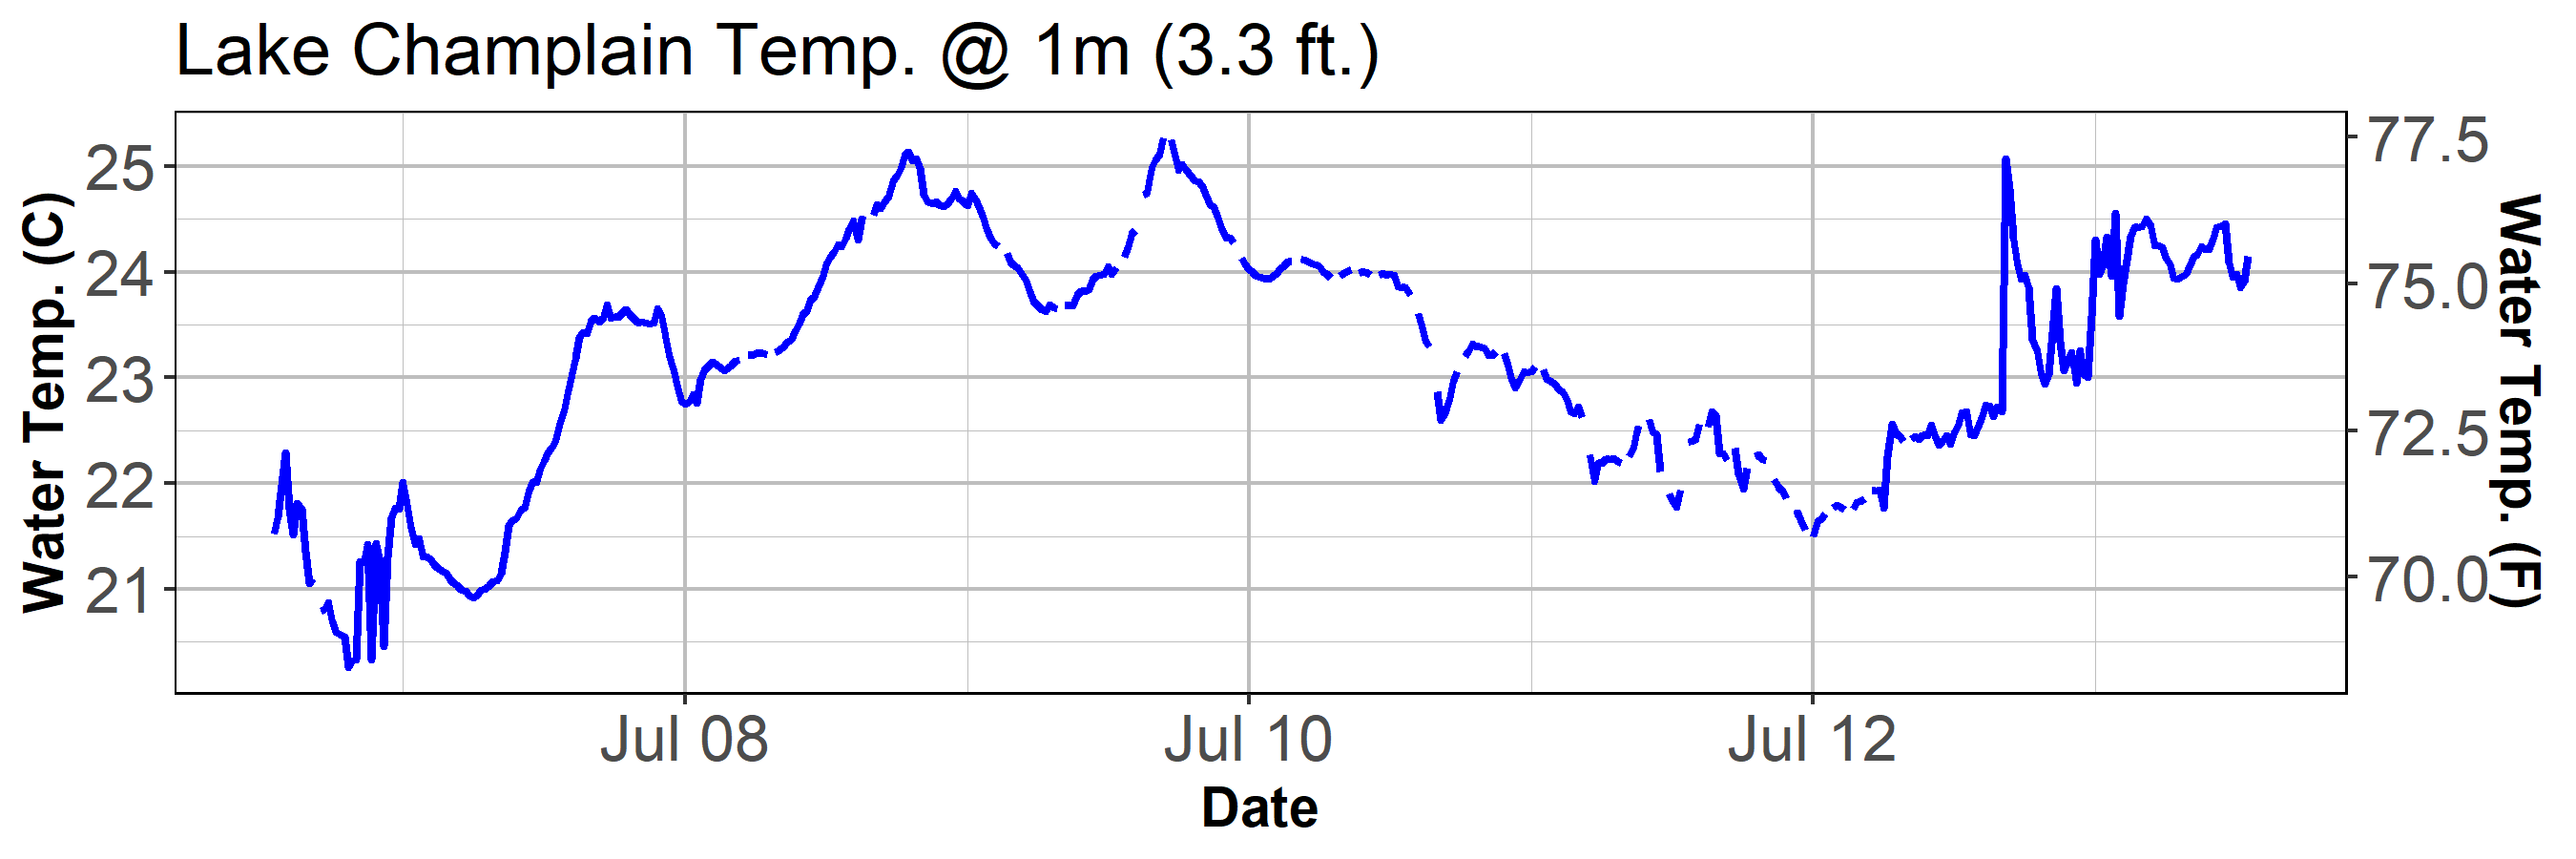 Lake Champlain Temp. @ 1m (3.3 ft.)
Water Temp. (C)
25
24
23
22
21
77.5
75.0
72.5
70.0
Water Temp. (F)
Jul 08
Jul 10
Jul 12
Date